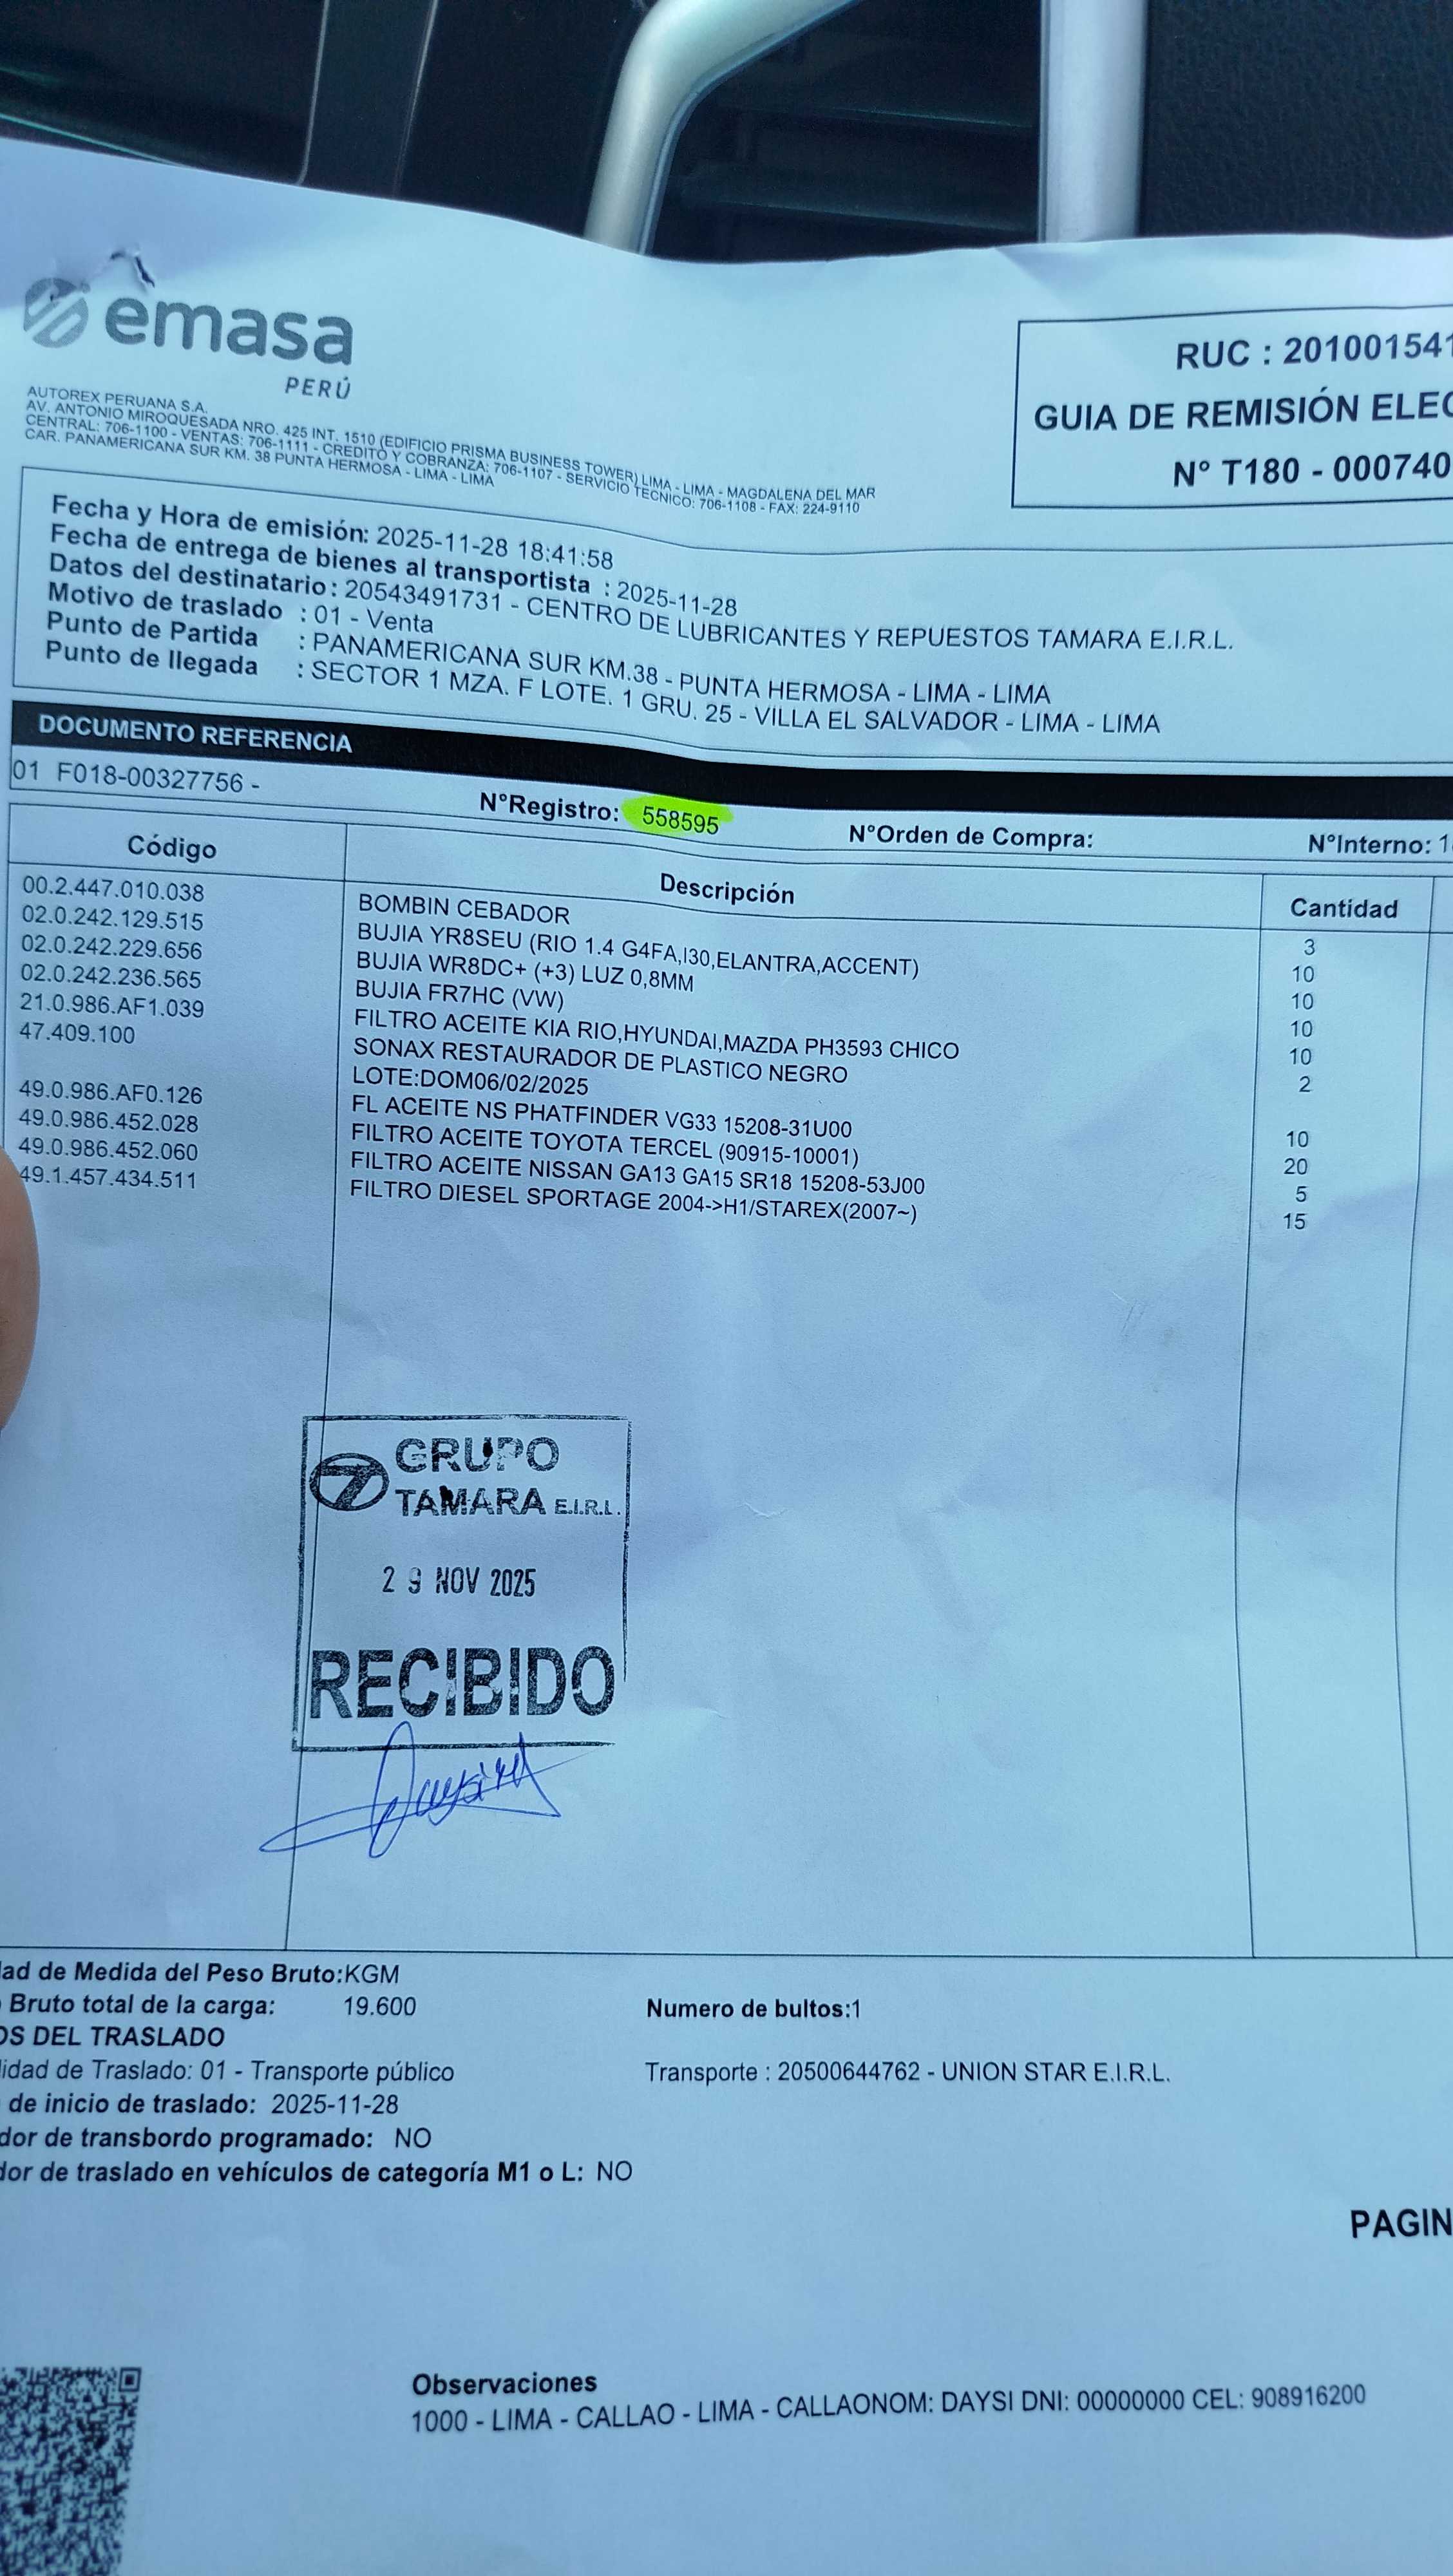 emasa
PERÚ
RUC : 201001541
GUIA DE REMISIÓN ELEC
N° T180 - 000740
AUTOREX PERUANA S.A.
AV. ANTONIO MIROQUESADA NRO. 425 INT. 1510 (EDIFICIO PRISMA BUSINESS TOWER) LIMA - LIMA - MAGDALENA DEL MAR
CENTRAL: 706-1100 - VENTAS: 706-1111 - CREDITO Y COBRANZA: 706-1107 - SERVICIO TECNICO: 706-1108 - FAX: 224-9110
CAR. PANAMERICANA SUR KM. 38 PUNTA HERMOSA - LIMA - LIMA
Fecha y Hora de emisión: 2025-11-28 18:41:58
Fecha de entrega de bienes al transportista : 2025-11-28
Datos del destinatario : 20543491731 - CENTRO DE LUBRICANTES Y REPUESTOS TAMARA E.I.R.L.
Motivo de traslado : 01 - Venta
Punto de Partida : PANAMERICANA SUR KM.38 - PUNTA HERMOSA - LIMA - LIMA
Punto de llegada : SECTOR 1 MZA. F LOTE. 1 GRU. 25 - VILLA EL SALVADOR - LIMA - LIMA
DOCUMENTO REFERENCIA
01 F018-00327756 - N°Registro: 558595 N°Orden de Compra: N°Interno: 1
Código Descripción Cantidad
00.2.447.010.038 BOMBIN CEBADOR 3
02.0.242.129.515 BUJIA YR8SEU (RIO 1.4 G4FA,I30,ELANTRA,ACCENT) 10
02.0.242.229.656 BUJIA WR8DC+ (+3) LUZ 0,8MM 10
02.0.242.236.565 BUJIA FR7HC (VW) 10
21.0.986.AF1.039 FILTRO ACEITE KIA RIO,HYUNDAI,MAZDA PH3593 CHICO 10
47.409.100 SONAX RESTAURADOR DE PLASTICO NEGRO 2
LOTE:DOM06/02/2025
49.0.986.AF0.126 FL ACEITE NS PHATFINDER VG33 15208-31U00 10
49.0.986.452.028 FILTRO ACEITE TOYOTA TERCEL (90915-10001) 20
49.0.986.452.060 FILTRO ACEITE NISSAN GA13 GA15 SR18 15208-53J00 5
49.1.457.434.511 FILTRO DIESEL SPORTAGE 2004->H1/STAREX(2007~) 15
GRUPO
TAMARA E.I.R.L.
29 NOV 2025
RECIBIDO
ad de Medida del Peso Bruto:KGM
Bruto total de la carga: 19.600 Numero de bultos:1
OS DEL TRASLADO
lidad de Traslado: 01 - Transporte público Transporte : 20500644762 - UNION STAR E.I.R.L.
de inicio de traslado: 2025-11-28
dor de transbordo programado: NO
dor de traslado en vehículos de categoría M1 o L: NO
PAGIN
Observaciones
1000 - LIMA - CALLAO - LIMA - CALLAONOM: DAYSI DNI: 00000000 CEL: 908916200